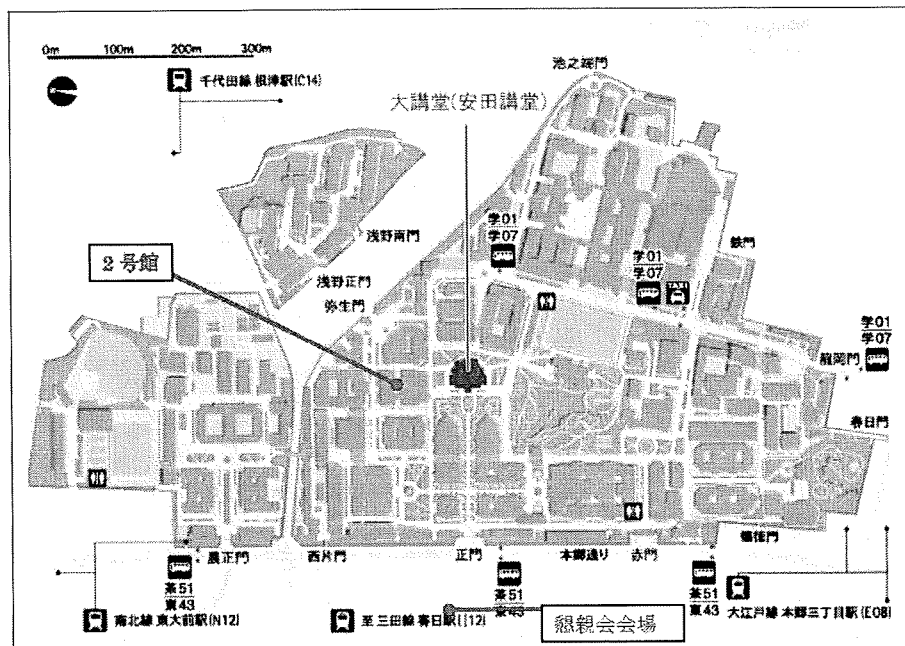 0m 100m 200m 300m
千代田線 根津駅(C14)
池之端門
大講堂(安田講堂)
学01
学07
浅野南門
学01
学07
TAXI
鉄門
2号館
浅野正門
弥生門
学01
学07
龍岡門
春日門
農正門
西片門
正門
本郷通り
赤門
懐徳門
茶51
東43
茶51
東43
茶51
東43
南北線 東大前駅(N12)
至 三田線 春日駅(I12)
懇親会会場
大江戸線 本郷三丁目駅(E08)